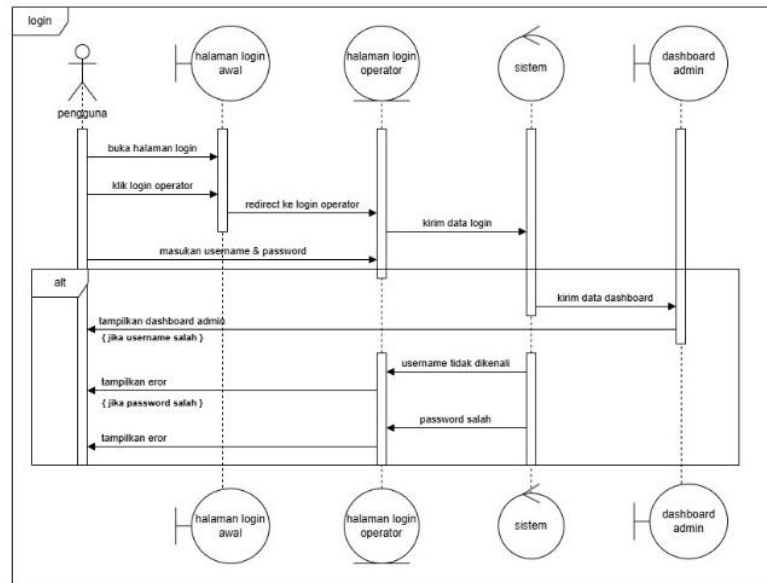 login
halaman login
awal
halaman login
operator
sistem
dashboard
admin
pengguna
buka halaman login
klik login operator
redirect ke login operator
kirim data login
masukan username & password
alt
kirim data dashboard
tampilkan dashboard admin
{ jika username salah }
username tidak dikenali
tampilkan eror
{ jika password salah }
password salah
tampilkan eror
halaman login
awal
halaman login
operator
sistem
dashboard
admin